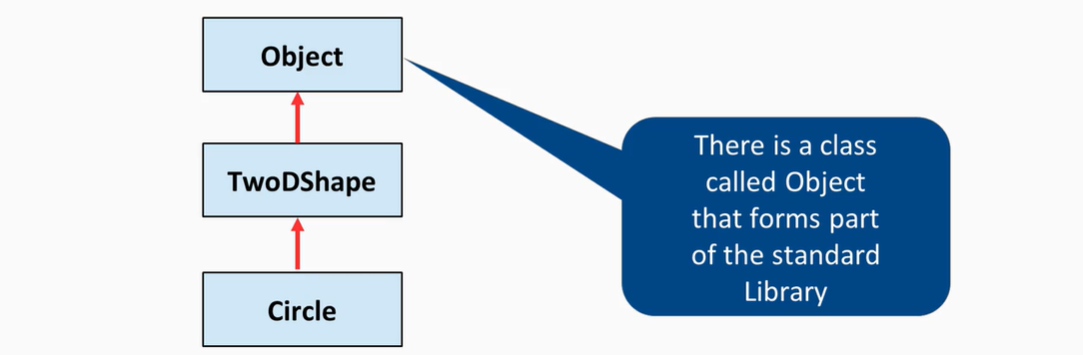 Object
TwoDShape
Circle
There is a class
called Object
that forms part
of the standard
Library